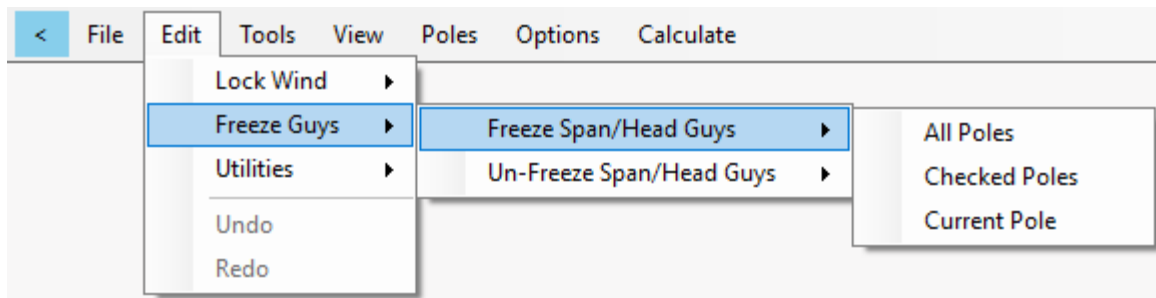 < File Edit Tools View Poles Options Calculate
Lock Wind
Freeze Guys
Utilities
Undo
Redo
Freeze Span/Head Guys
Un-Freeze Span/Head Guys
All Poles
Checked Poles
Current Pole